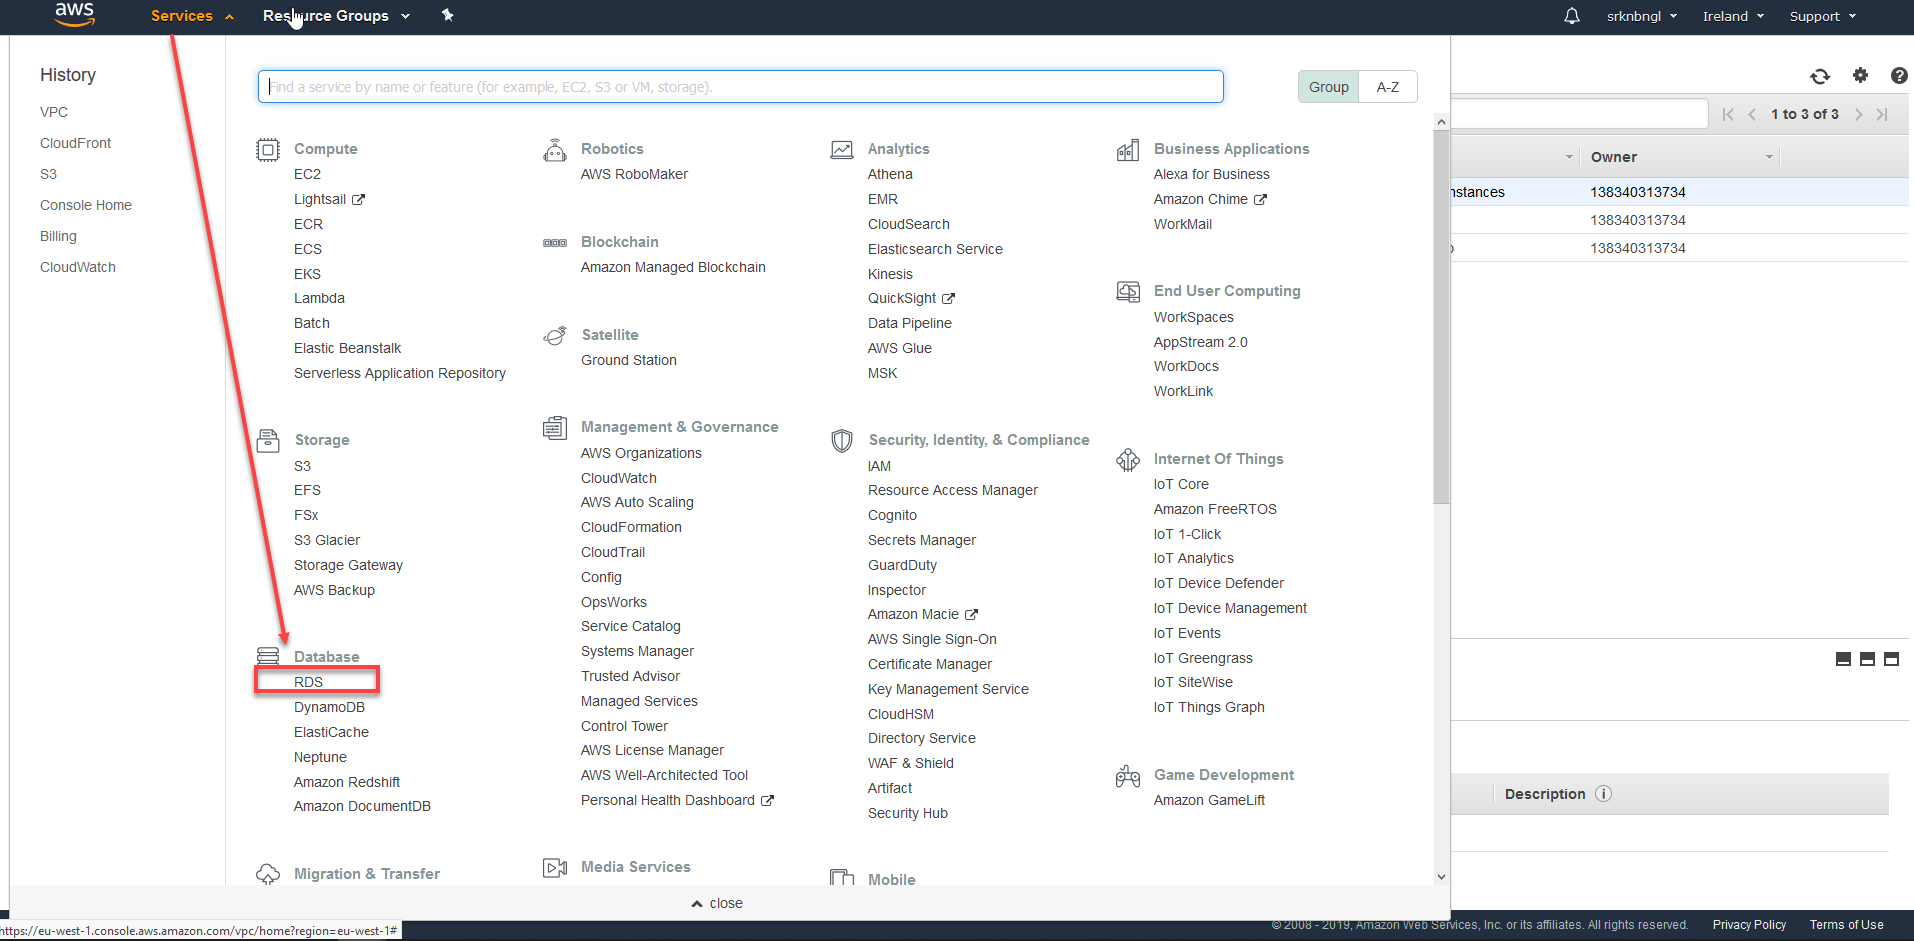 aws
Services
Resource Groups
srknbngl
Ireland
Support
History
VPC
CloudFront
S3
Console Home
Billing
CloudWatch
Find a service by name or feature (for example, EC2, S3 or VM, storage).
Group
A-Z
Compute
EC2
Lightsail
ECR
ECS
EKS
Lambda
Batch
Elastic Beanstalk
Serverless Application Repository
Storage
S3
EFS
FSx
S3 Glacier
Storage Gateway
AWS Backup
Database
RDS
DynamoDB
ElastiCache
Neptune
Amazon Redshift
Amazon DocumentDB
Migration & Transfer
Robotics
AWS RoboMaker
Blockchain
Amazon Managed Blockchain
Satellite
Ground Station
Management & Governance
AWS Organizations
CloudWatch
AWS Auto Scaling
CloudFormation
CloudTrail
Config
OpsWorks
Service Catalog
Systems Manager
Trusted Advisor
Managed Services
Control Tower
AWS License Manager
AWS Well-Architected Tool
Personal Health Dashboard
Media Services
Analytics
Athena
EMR
CloudSearch
Elasticsearch Service
Kinesis
QuickSight
Data Pipeline
AWS Glue
MSK
Security, Identity, & Compliance
IAM
Resource Access Manager
Cognito
Secrets Manager
GuardDuty
Inspector
Amazon Macie
AWS Single Sign-On
Certificate Manager
Key Management Service
CloudHSM
Directory Service
WAF & Shield
Artifact
Security Hub
Mobile
Business Applications
Alexa for Business
Amazon Chime
WorkMail
End User Computing
WorkSpaces
AppStream 2.0
WorkDocs
WorkLink
Internet Of Things
IoT Core
Amazon FreeRTOS
IoT 1-Click
IoT Analytics
IoT Device Defender
IoT Device Management
IoT Events
IoT Greengrass
IoT SiteWise
IoT Things Graph
Game Development
Amazon GameLift
close
1 to 3 of 3
Owner
nstances 138340313734
138340313734
138340313734
Description
https://eu-west-1.console.aws.amazon.com/vpc/home?region=eu-west-1#
© 2008 - 2019, Amazon Web Services, Inc. or its affiliates. All rights reserved.
Privacy Policy
Terms of Use